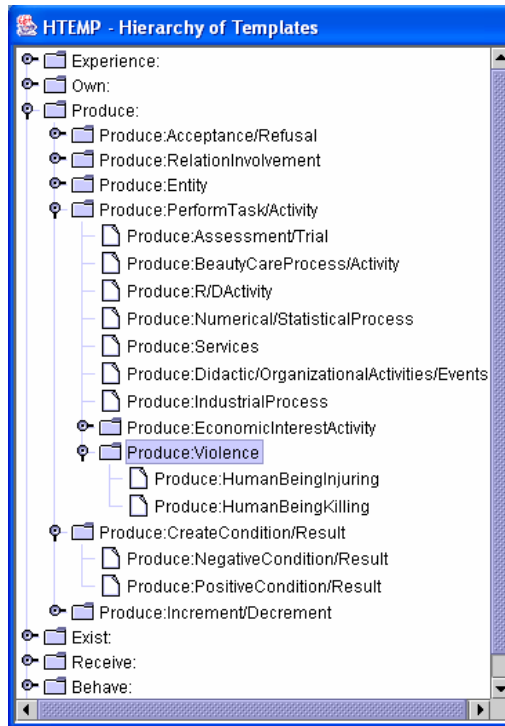 HTEMP - Hierarchy of Templates
Experience:
Own:
Produce:
Produce:Acceptance/Refusal
Produce:RelationInvolvement
Produce:Entity
Produce:PerformTask/Activity
Produce:Assessment/Trial
Produce:BeautyCareProcess/Activity
Produce:R/DActivity
Produce:Numerical/StatisticalProcess
Produce:Services
Produce:Didactic/OrganizationalActivities/Events
Produce:IndustrialProcess
Produce:EconomicInterestActivity
Produce:Violence
Produce:HumanBeingInjuring
Produce:HumanBeingKilling
Produce:CreateCondition/Result
Produce:NegativeCondition/Result
Produce:PositiveCondition/Result
Produce:Increment/Decrement
Exist:
Receive:
Behave: